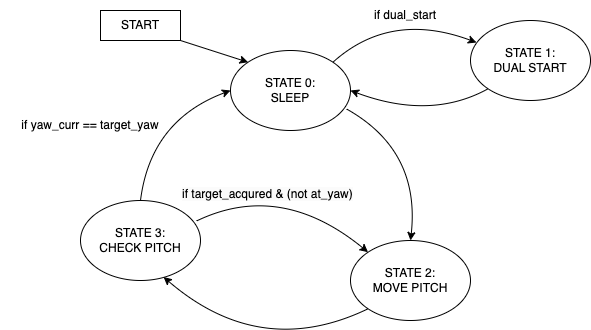 START
if dual_start
STATE 1:
DUAL START
STATE 0:
SLEEP
if yaw_curr == target_yaw
if target_acqured & (not at_yaw)
STATE 3:
CHECK PITCH
STATE 2:
MOVE PITCH